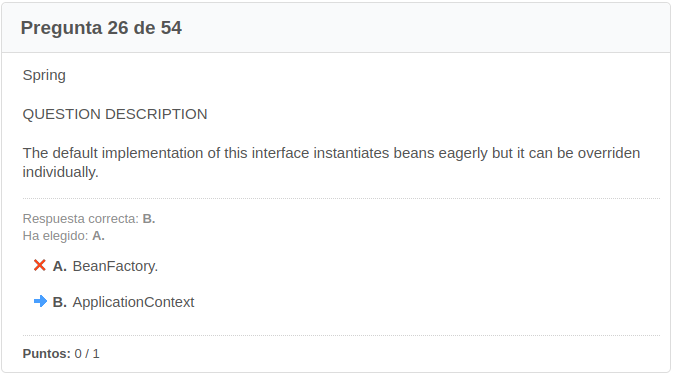 Pregunta 26 de 54
Spring
QUESTION DESCRIPTION
The default implementation of this interface instantiates beans eagerly but it can be overriden
individually.
Respuesta correcta: B.
Ha elegido: A.
A. BeanFactory.
B. ApplicationContext
Puntos: 0 / 1